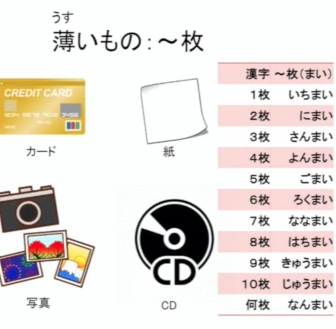 うす
薄いもの：～枚
CREDIT CARD
JCB
カード
紙
写真
CD
CD
漢字 ～枚（まい）
1枚 いちまい
2枚 にまい
3枚 さんまい
4枚 よんまい
5枚 ごまい
6枚 ろくまい
7枚 ななまい
8枚 はちまい
9枚 きゅうまい
10枚 じゅうまい
何枚 なんまい